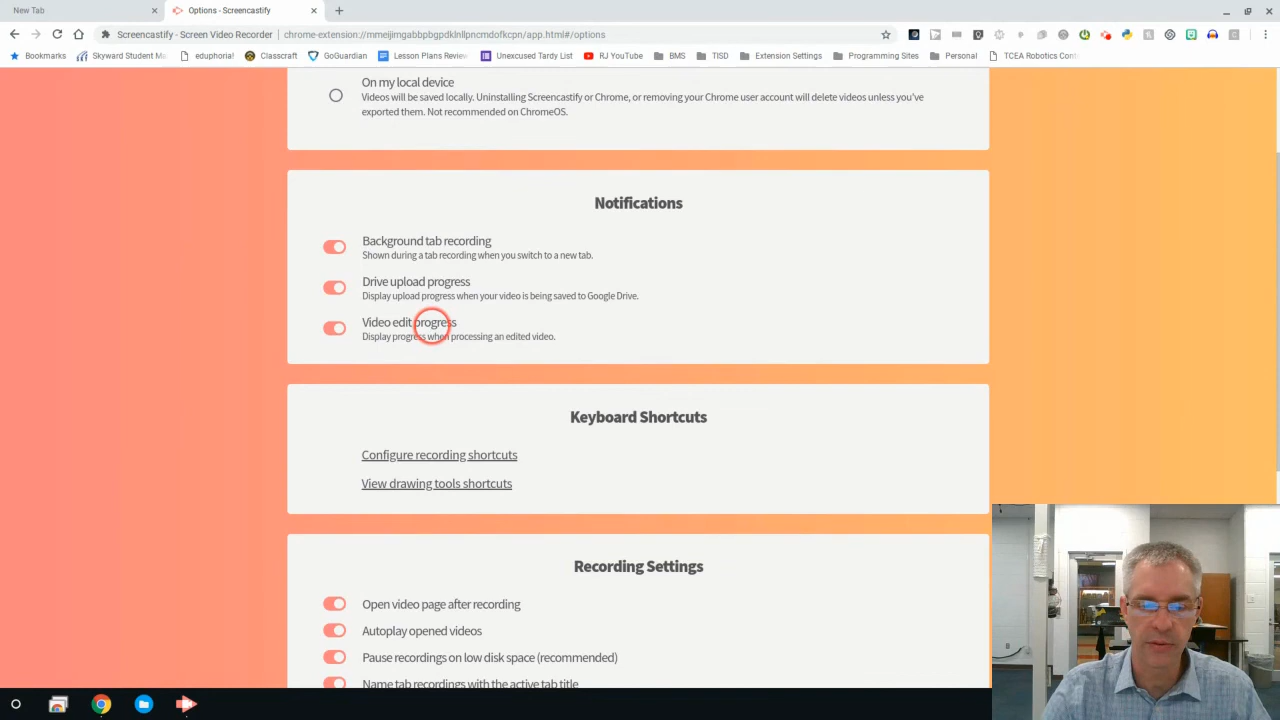 New Tab
Options - Screencastify
Screencastify - Screen Video Recorder
chrome-extension://mmeijimgabbpbgpdklnllpncmdofkcpn/app.html#/options
Bookmarks
Skyward Student Ma
eduphoria!
Classcraft
GoGuardian
Lesson Plans Review
Unexcused Tardy List
RJ YouTube
BMS
TISD
Extension Settings
Programming Sites
Personal
TCEA Robotics Con
On my local device
Videos will be saved locally. Uninstalling Screencastify or Chrome, or removing your Chrome user account will delete videos unless you've
exported them. Not recommended on ChromeOS.
Notifications
Background tab recording
Shown during a tab recording when you switch to a new tab.
Drive upload progress
Display upload progress when your video is being saved to Google Drive.
Video edit progress
Display progress when processing an edited video.
Keyboard Shortcuts
Configure recording shortcuts
View drawing tools shortcuts
Recording Settings
Open video page after recording
Autoplay opened videos
Pause recordings on low disk space (recommended)
Name tab recordings with the active tab title